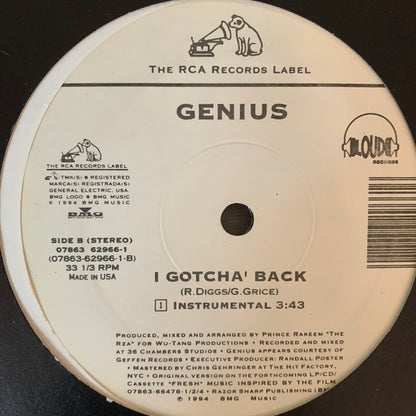 THE RCA RECORDS LABEL
GENIUS
LOUD
RECORDS
THE RCA RECORDS LABEL
TMK(S) ® REGISTERED
MARCA(S) REGISTRADA(S)
GENERAL ELECTRIC, USA
BMG LOGO ® BMG MUSIC
℗ 1994 BMG MUSIC
BMG
SIDE B (STEREO)
07863 62966-1
(07863-62966-1-B)
33 1/3 RPM
MADE IN USA
I GOTCHA' BACK
(R.DIGGS/G.GRICE)
1 INSTRUMENTAL 3:43
PRODUCED, MIXED AND ARRANGED BY PRINCE RAKEEM "THE
RZA" FOR WU-TANG PRODUCTIONS • RECORDED AND MIXED
AT 36 CHAMBERS STUDIOS • GENIUS APPEARS COURTESY OF
GEFFEN RECORDS • EXECUTIVE PRODUCER: RANDALL POSTER
• MASTERED BY CHRIS GEHRINGER AT THE HIT FACTORY,
NYC • ORIGINAL VERSION ON THE FORTHCOMING LP/CD/
CASSETTE "FRESH" MUSIC INSPIRED BY THE FILM
07863-66478-1/2/4 • RAZOR SHARP PUBLISHING (BM
℗ 1994 BMG MUSIC